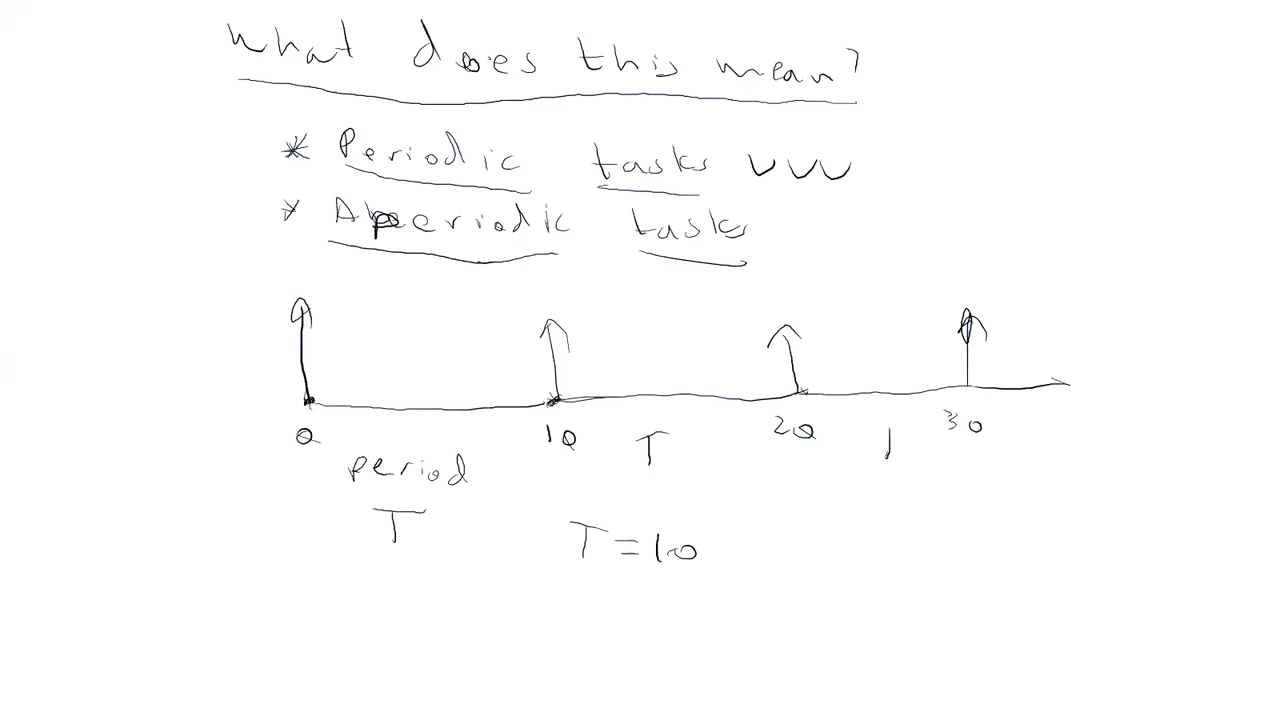 What does this mean?
* Periodic tasks
* Aperiodic tasks
0 10 T 20 30
period
T
T = 10